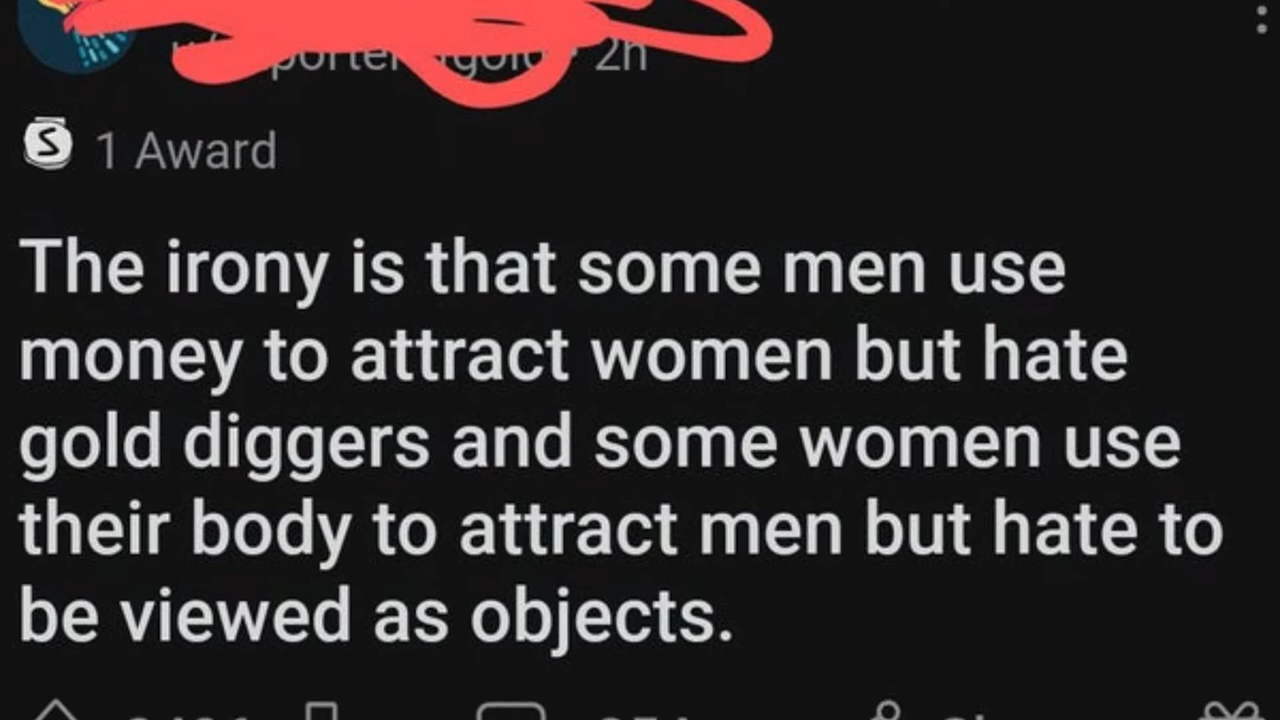 2h
1 Award
The irony is that some men use
money to attract women but hate
gold diggers and some women use
their body to attract men but hate to
be viewed as objects.